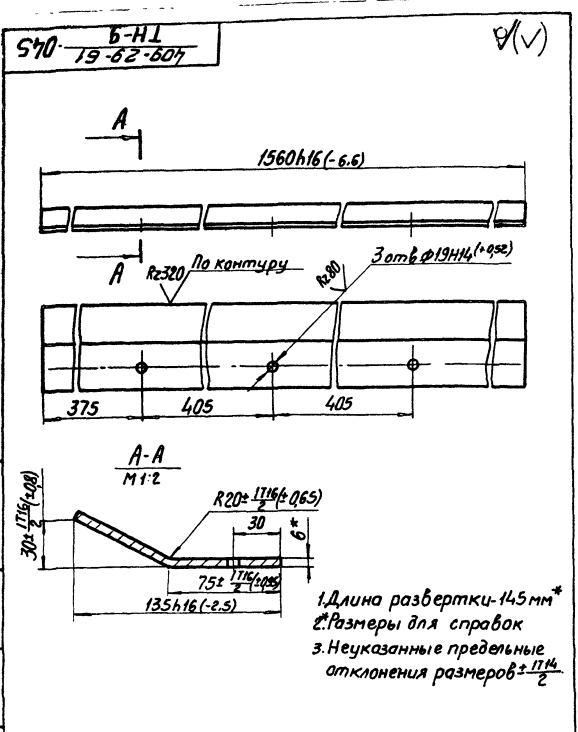 409-29-61
ТН-9
.045
(√)
А
1560h16(-6.6)
А
Rz320
По контуру
Rz80
3 отв ф19Н14(+0,52)
375
405
405
А-А
М 1:2
30± IT16/2 (±0,8)
R20± IT16/2 (±0,65)
30
6*
75± IT16/2 (±0,95)
135h16(-2.5)
1.Длина развертки-145мм*
2*Размеры для справок
3. Неуказанные предельные
отклонения размеров ± IT14/2